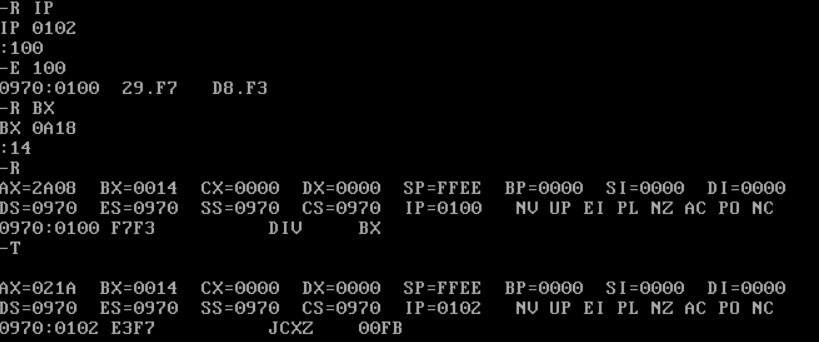 -R IP
IP 0102
:100
-E 100
0970:0100  29.F7   D8.F3
-R BX
BX 0A18
:14
-R
AX=2A08  BX=0014  CX=0000  DX=0000  SP=FFEE  BP=0000  SI=0000  DI=0000
DS=0970  ES=0970  SS=0970  CS=0970  IP=0100   NV UP EI PL NZ AC PO NC
0970:0100 F7F3          DIV     BX
-T
AX=021A  BX=0014  CX=0000  DX=0000  SP=FFEE  BP=0000  SI=0000  DI=0000
DS=0970  ES=0970  SS=0970  CS=0970  IP=0102   NV UP EI PL NZ AC PO NC
0970:0102 E3F7          JCXZ    00FB